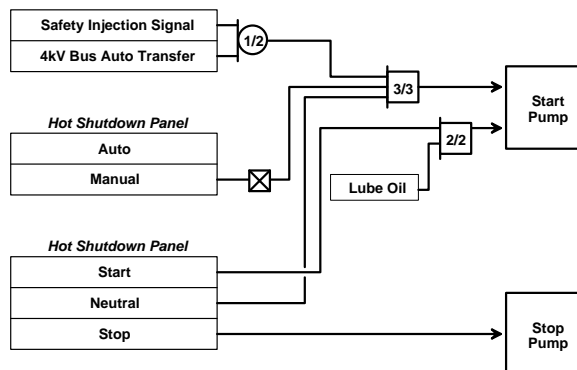 Safety Injection Signal
4kV Bus Auto Transfer
1/2
3/3
Start
Pump
Hot Shutdown Panel
Auto
Manual
2/2
Lube Oil
Hot Shutdown Panel
Start
Neutral
Stop
Stop
Pump